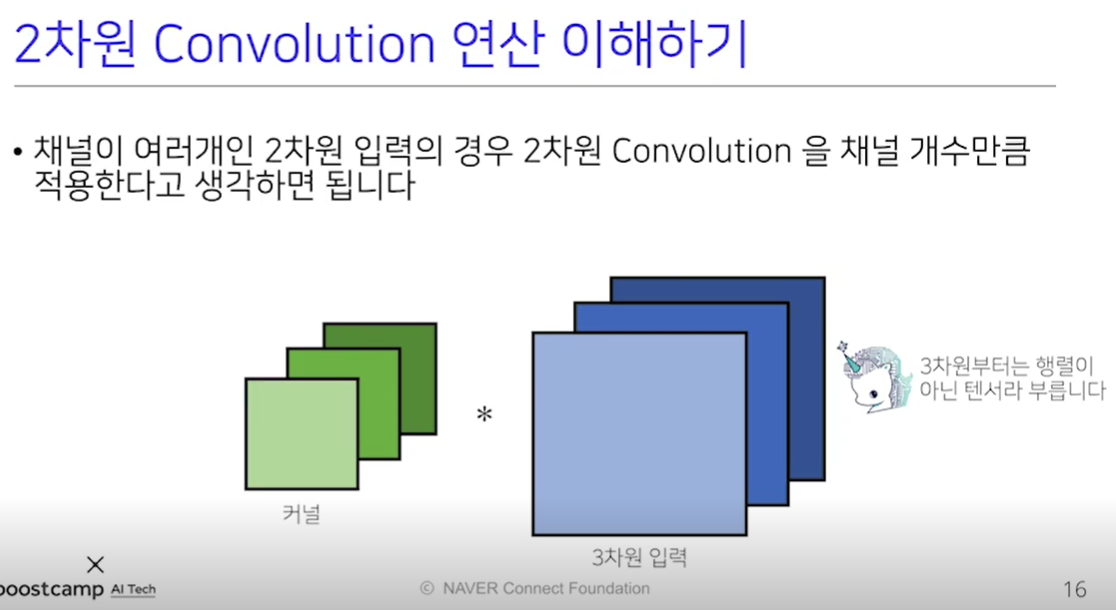 2차원 Convolution 연산 이해하기
• 채널이 여러개인 2차원 입력의 경우 2차원 Convolution 을 채널 개수만큼
적용한다고 생각하면 됩니다
*
3차원부터는 행렬이
아닌 텐서라 부릅니다
커널
3차원 입력
boostcamp AI Tech
© NAVER Connect Foundation
16